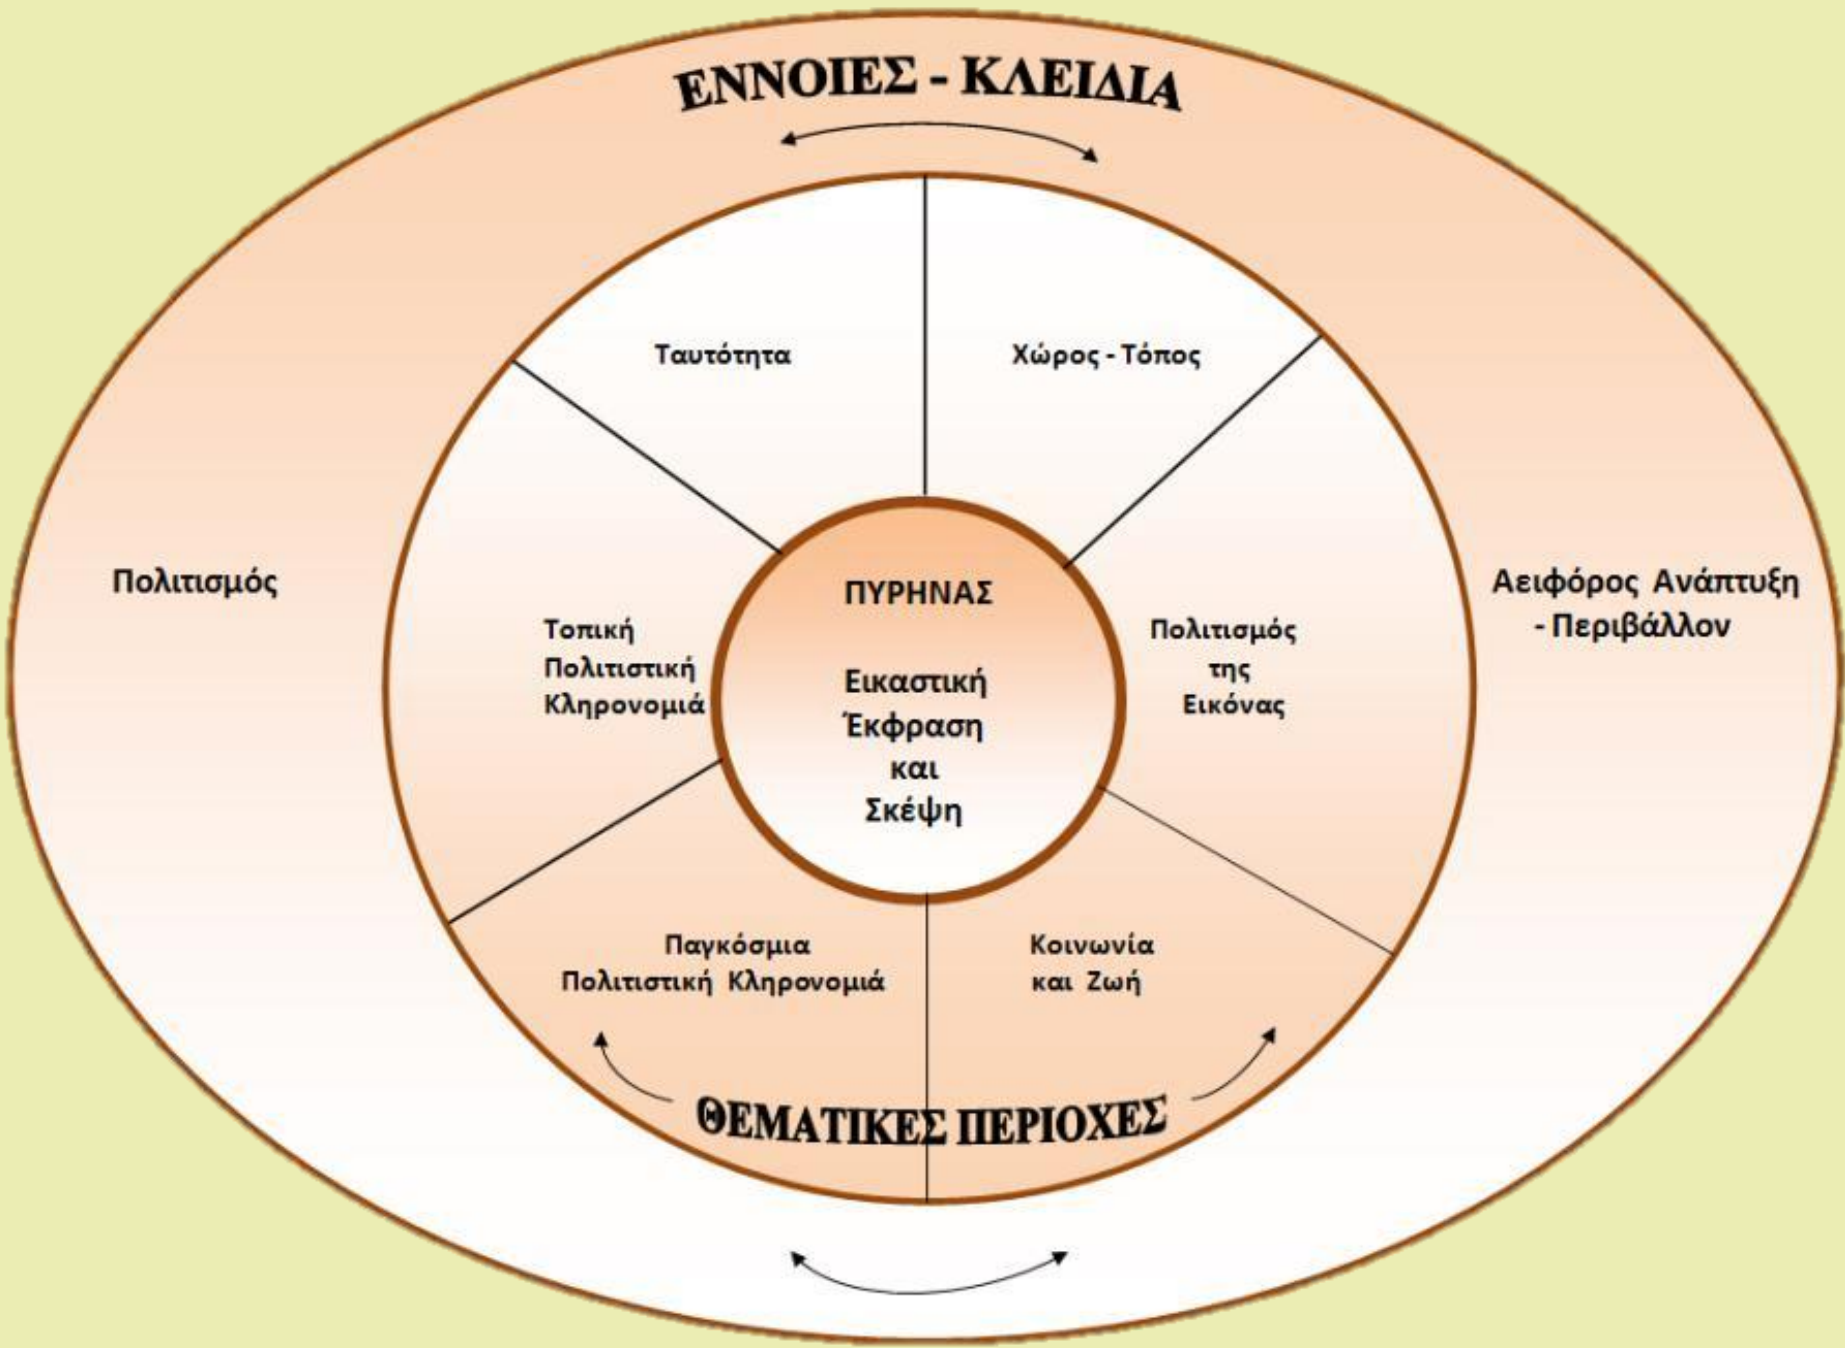 ΕΝΝΟΙΕΣ - ΚΛΕΙΔΙΑ
Ταυτότητα
Χώρος - Τόπος
Πολιτισμός
Αειφόρος Ανάπτυξη
- Περιβάλλον
Τοπική
Πολιτιστική
Κληρονομιά
ΠΥΡΗΝΑΣ
Εικαστική
Έκφραση
και
Σκέψη
Πολιτισμός
της
Εικόνας
Παγκόσμια
Πολιτιστική Κληρονομιά
Κοινωνία
και Ζωή
ΘΕΜΑΤΙΚΕΣ ΠΕΡΙΟΧΕΣ